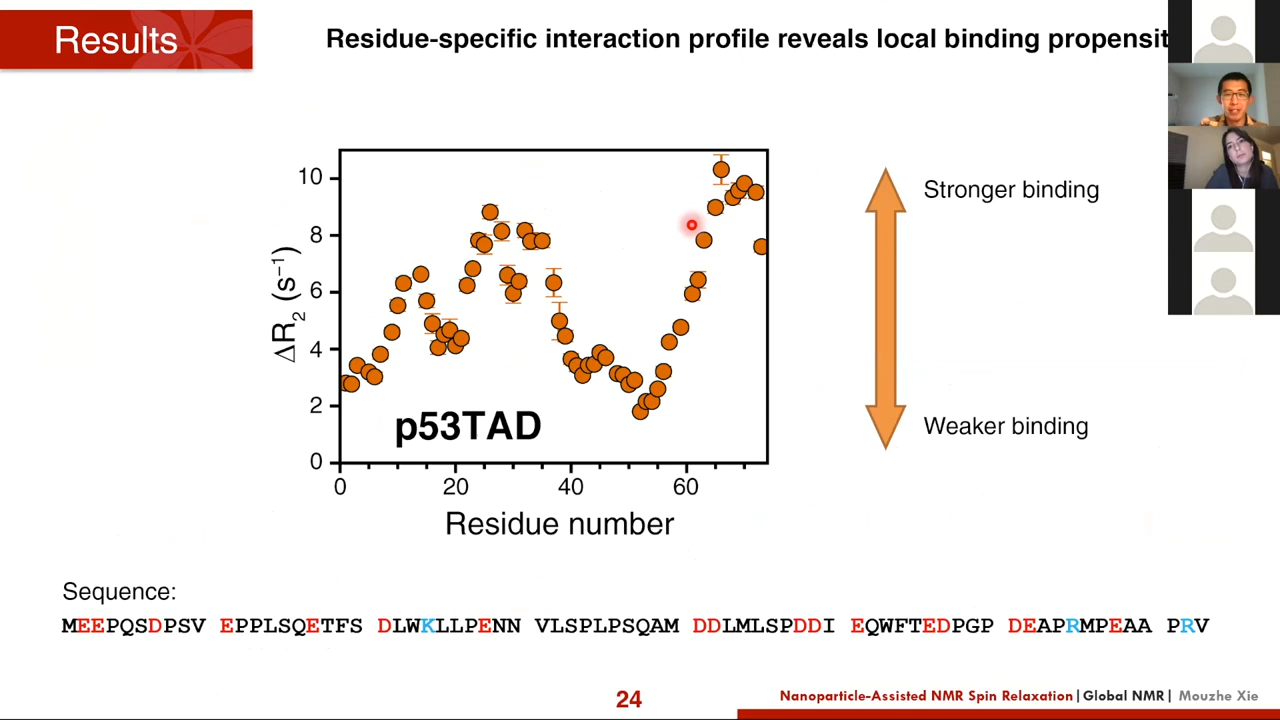 Results
Residue-specific interaction profile reveals local binding propensit
10
8
6
4
2
0
ΔR2 (s−1)
p53TAD
0 20 40 60
Residue number
Stronger binding
Weaker binding
Sequence:
MEEPQSDPSV EPPLSQETFS DLWKLLPENN VLSPLPSQAM DDLMLSPDDI EQWFTEDPGP DEAPRMPEAA PRV
24
Nanoparticle-Assisted NMR Spin Relaxation | Global NMR | Mouzhe Xie